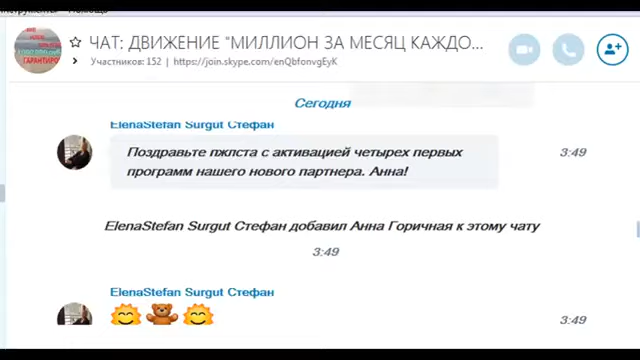 ЧАТ: ДВИЖЕНИЕ "МИЛЛИОН ЗА МЕСЯЦ КАЖДО...
Участников: 152 | https://join.skype.com/enQbfonvgEyK
Сегодня
ElenaStefan Surgut Стефан
Поздравьте пжлпста с активацией четырех первых
программ нашего нового партнера. Анна!
3:49
ElenaStefan Surgut Стефан добавил Анна Горичная к этому чату
3:49
ElenaStefan Surgut Стефан
3:49